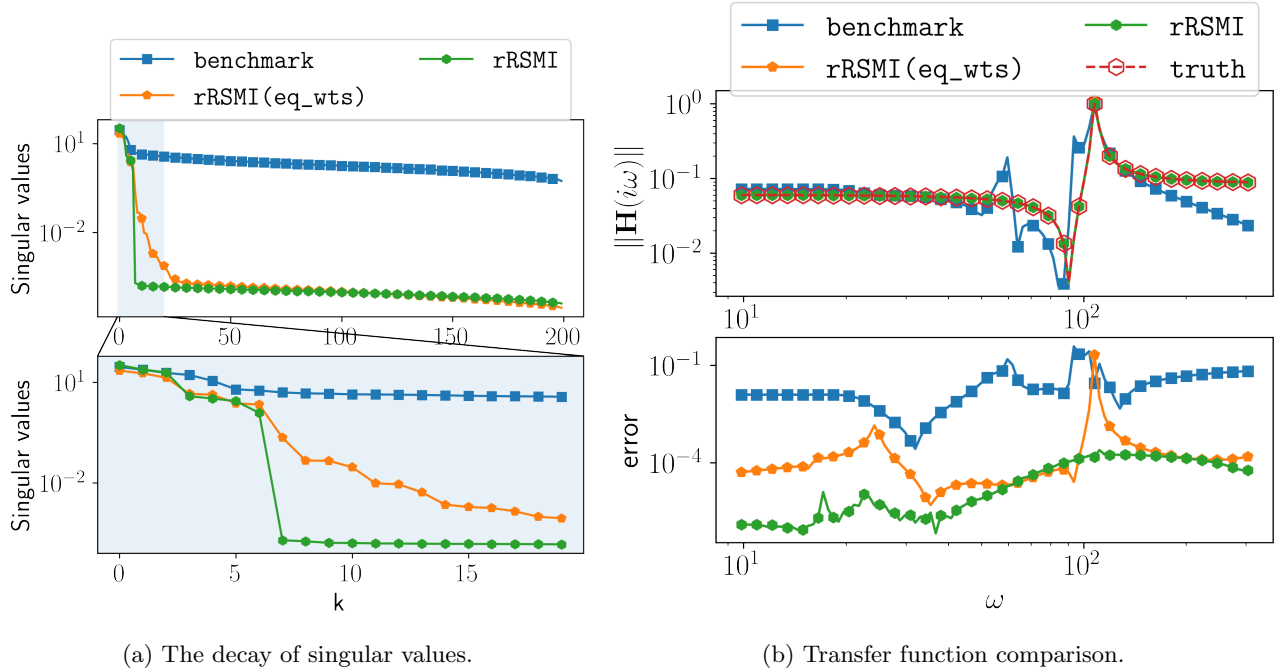 benchmark
rRSMI
rRSMI(eq_wts)
Singular values
10^1
10^-2
0
50
100
150
200
Singular values
10^1
10^-2
0
5
10
15
k
(a) The decay of singular values.
benchmark
rRSMI
rRSMI(eq_wts)
truth
‖H(iω)‖
10^0
10^-1
10^-2
10^1
10^2
error
10^-1
10^-4
10^1
10^2
ω
(b) Transfer function comparison.